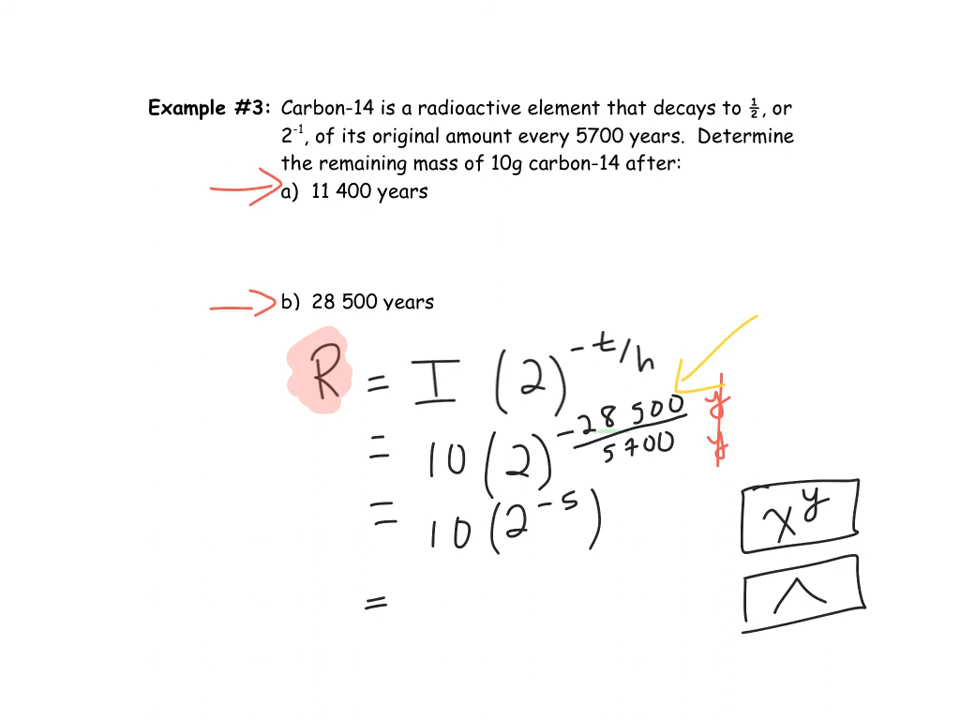 Example #3: Carbon-14 is a radioactive element that decays to ½, or
2⁻¹, of its original amount every 5700 years. Determine
the remaining mass of 10g carbon-14 after:
a) 11 400 years
b) 28 500 years
R = I (2)^-t/h
= 10 (2)^-28 500/5700 y/y
= 10 (2^-5)
x^y
=
^